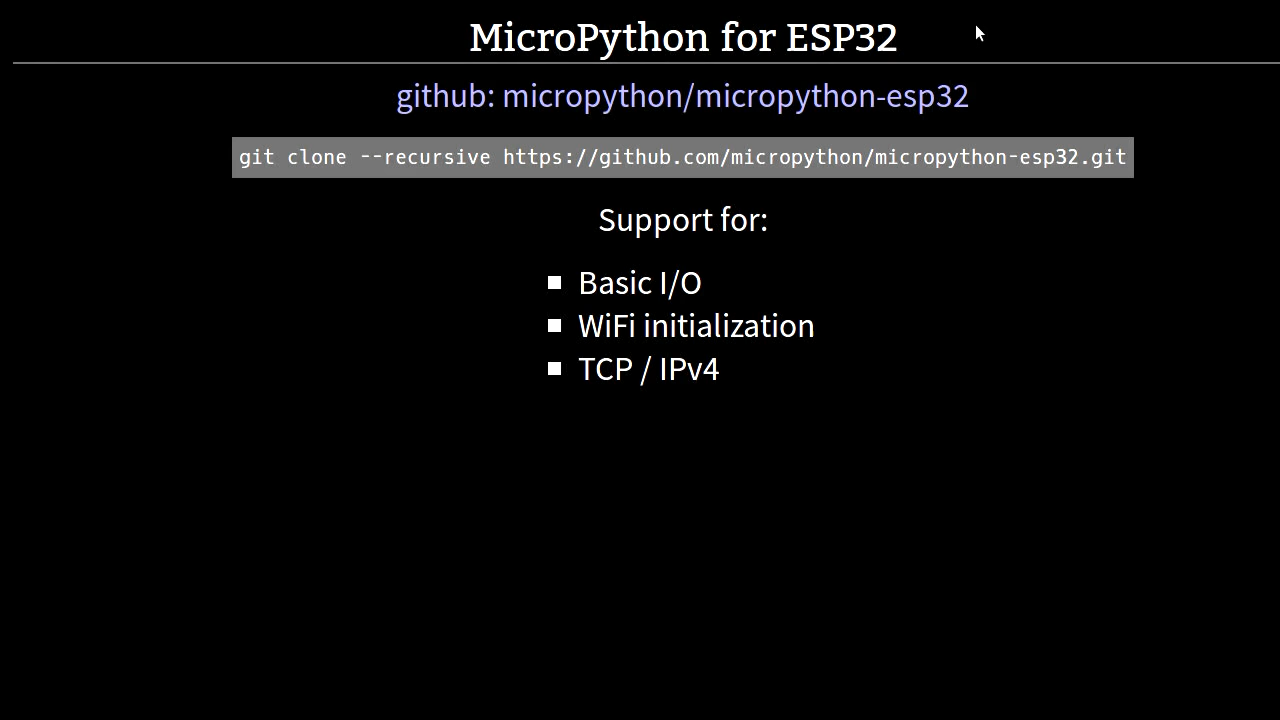 MicroPython for ESP32
github: micropython/micropython-esp32
git clone --recursive https://github.com/micropython/micropython-esp32.git
Support for:
Basic I/O
WiFi initialization
TCP / IPv4